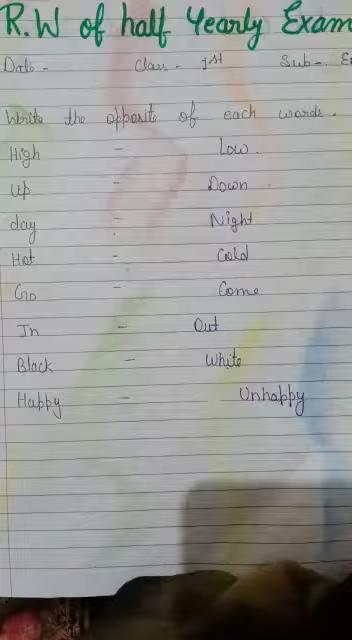 R.W of half Yearly Exam
Date - Class - 1st Sub - E
Write the opposite of each words.
High - Low.
Up - Down.
day - Night
Hot - Cold
Go - Come
In - Out
Black - White
Happy - Unhappy